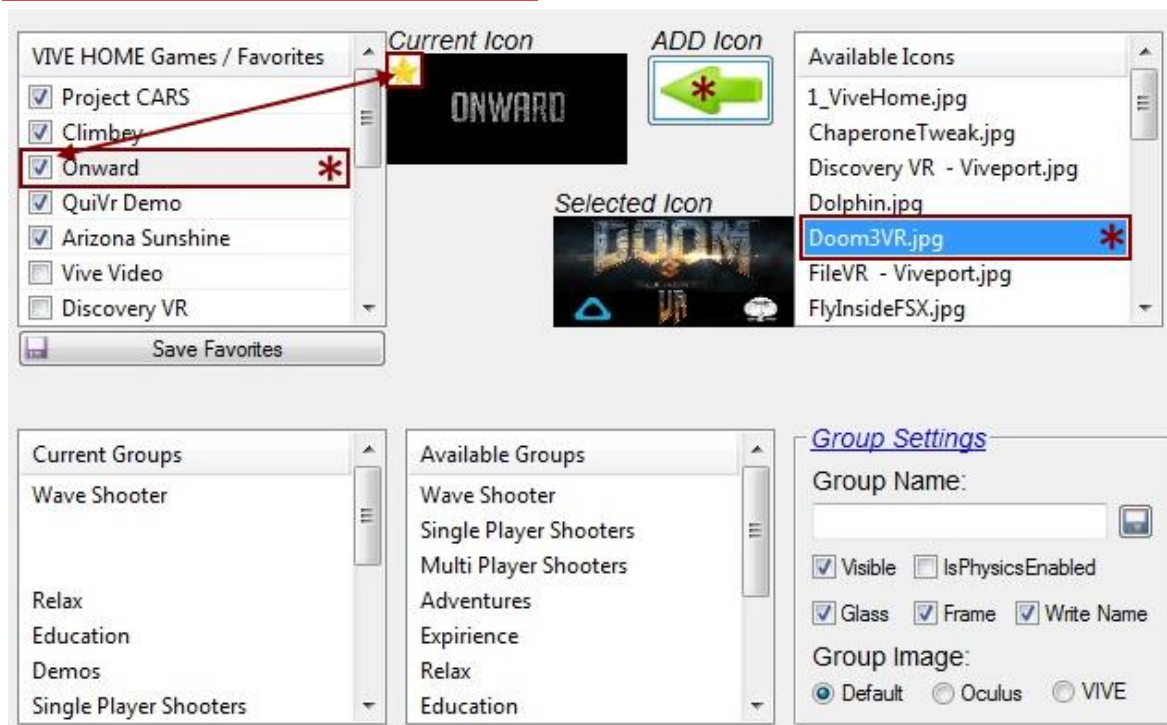 VIVE HOME Games / Favorites
Project CARS
Climbey
Onward
QuiVr Demo
Arizona Sunshine
Vive Video
Discovery VR
Save Favorites
Current Icon
ONWARD
ADD Icon
Selected Icon
DOOM
3
VR
Available Icons
1_ViveHome.jpg
ChaperoneTweak.jpg
Discovery VR - Viveport.jpg
Dolphin.jpg
Doom3VR.jpg
FileVR - Viveport.jpg
FlyInsideFSX.jpg
Current Groups
Wave Shooter
Relax
Education
Demos
Single Player Shooters
Available Groups
Wave Shooter
Single Player Shooters
Multi Player Shooters
Adventures
Expirience
Relax
Education
Group Settings
Group Name:
Visible IsPhysicsEnabled
Glass Frame Write Name
Group Image:
Default Oculus VIVE